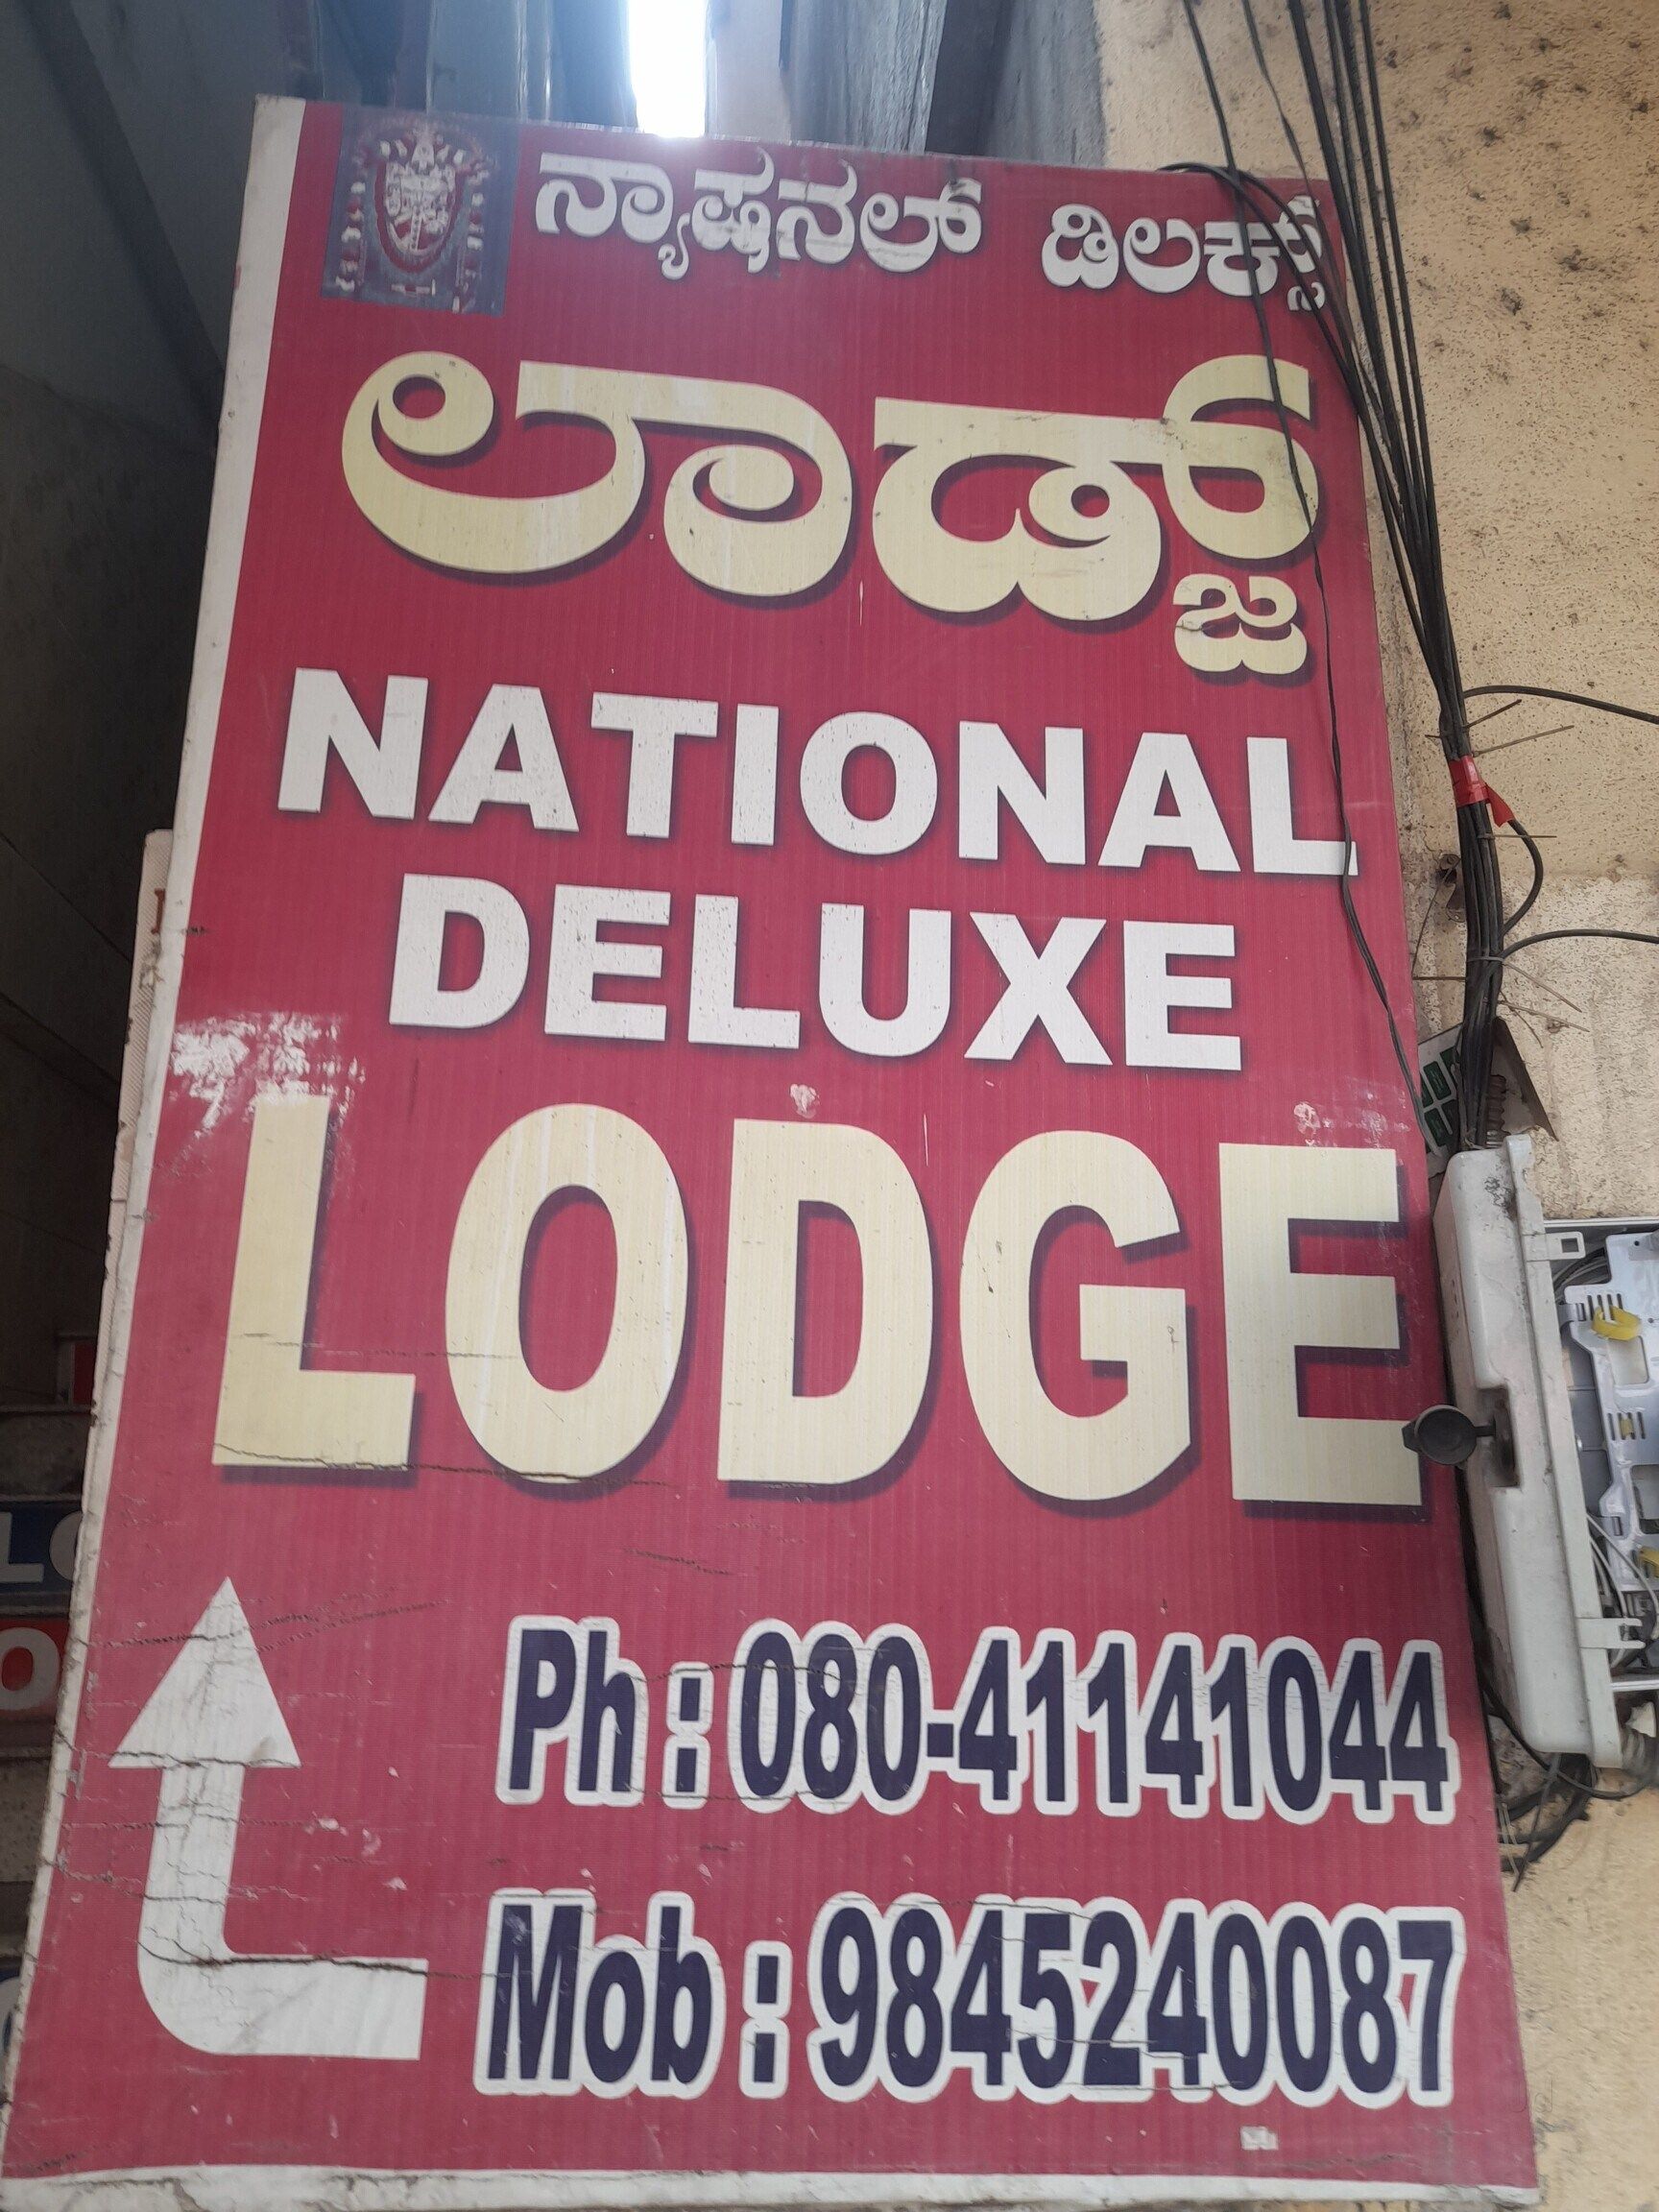 ನ್ಯಾಷನಲ್ ಡಿಲಕ್ಸ್
ಲಾಡ್ಜ್
NATIONAL
DELUXE
LODGE
Ph : 080-41141044
Mob : 9845240087